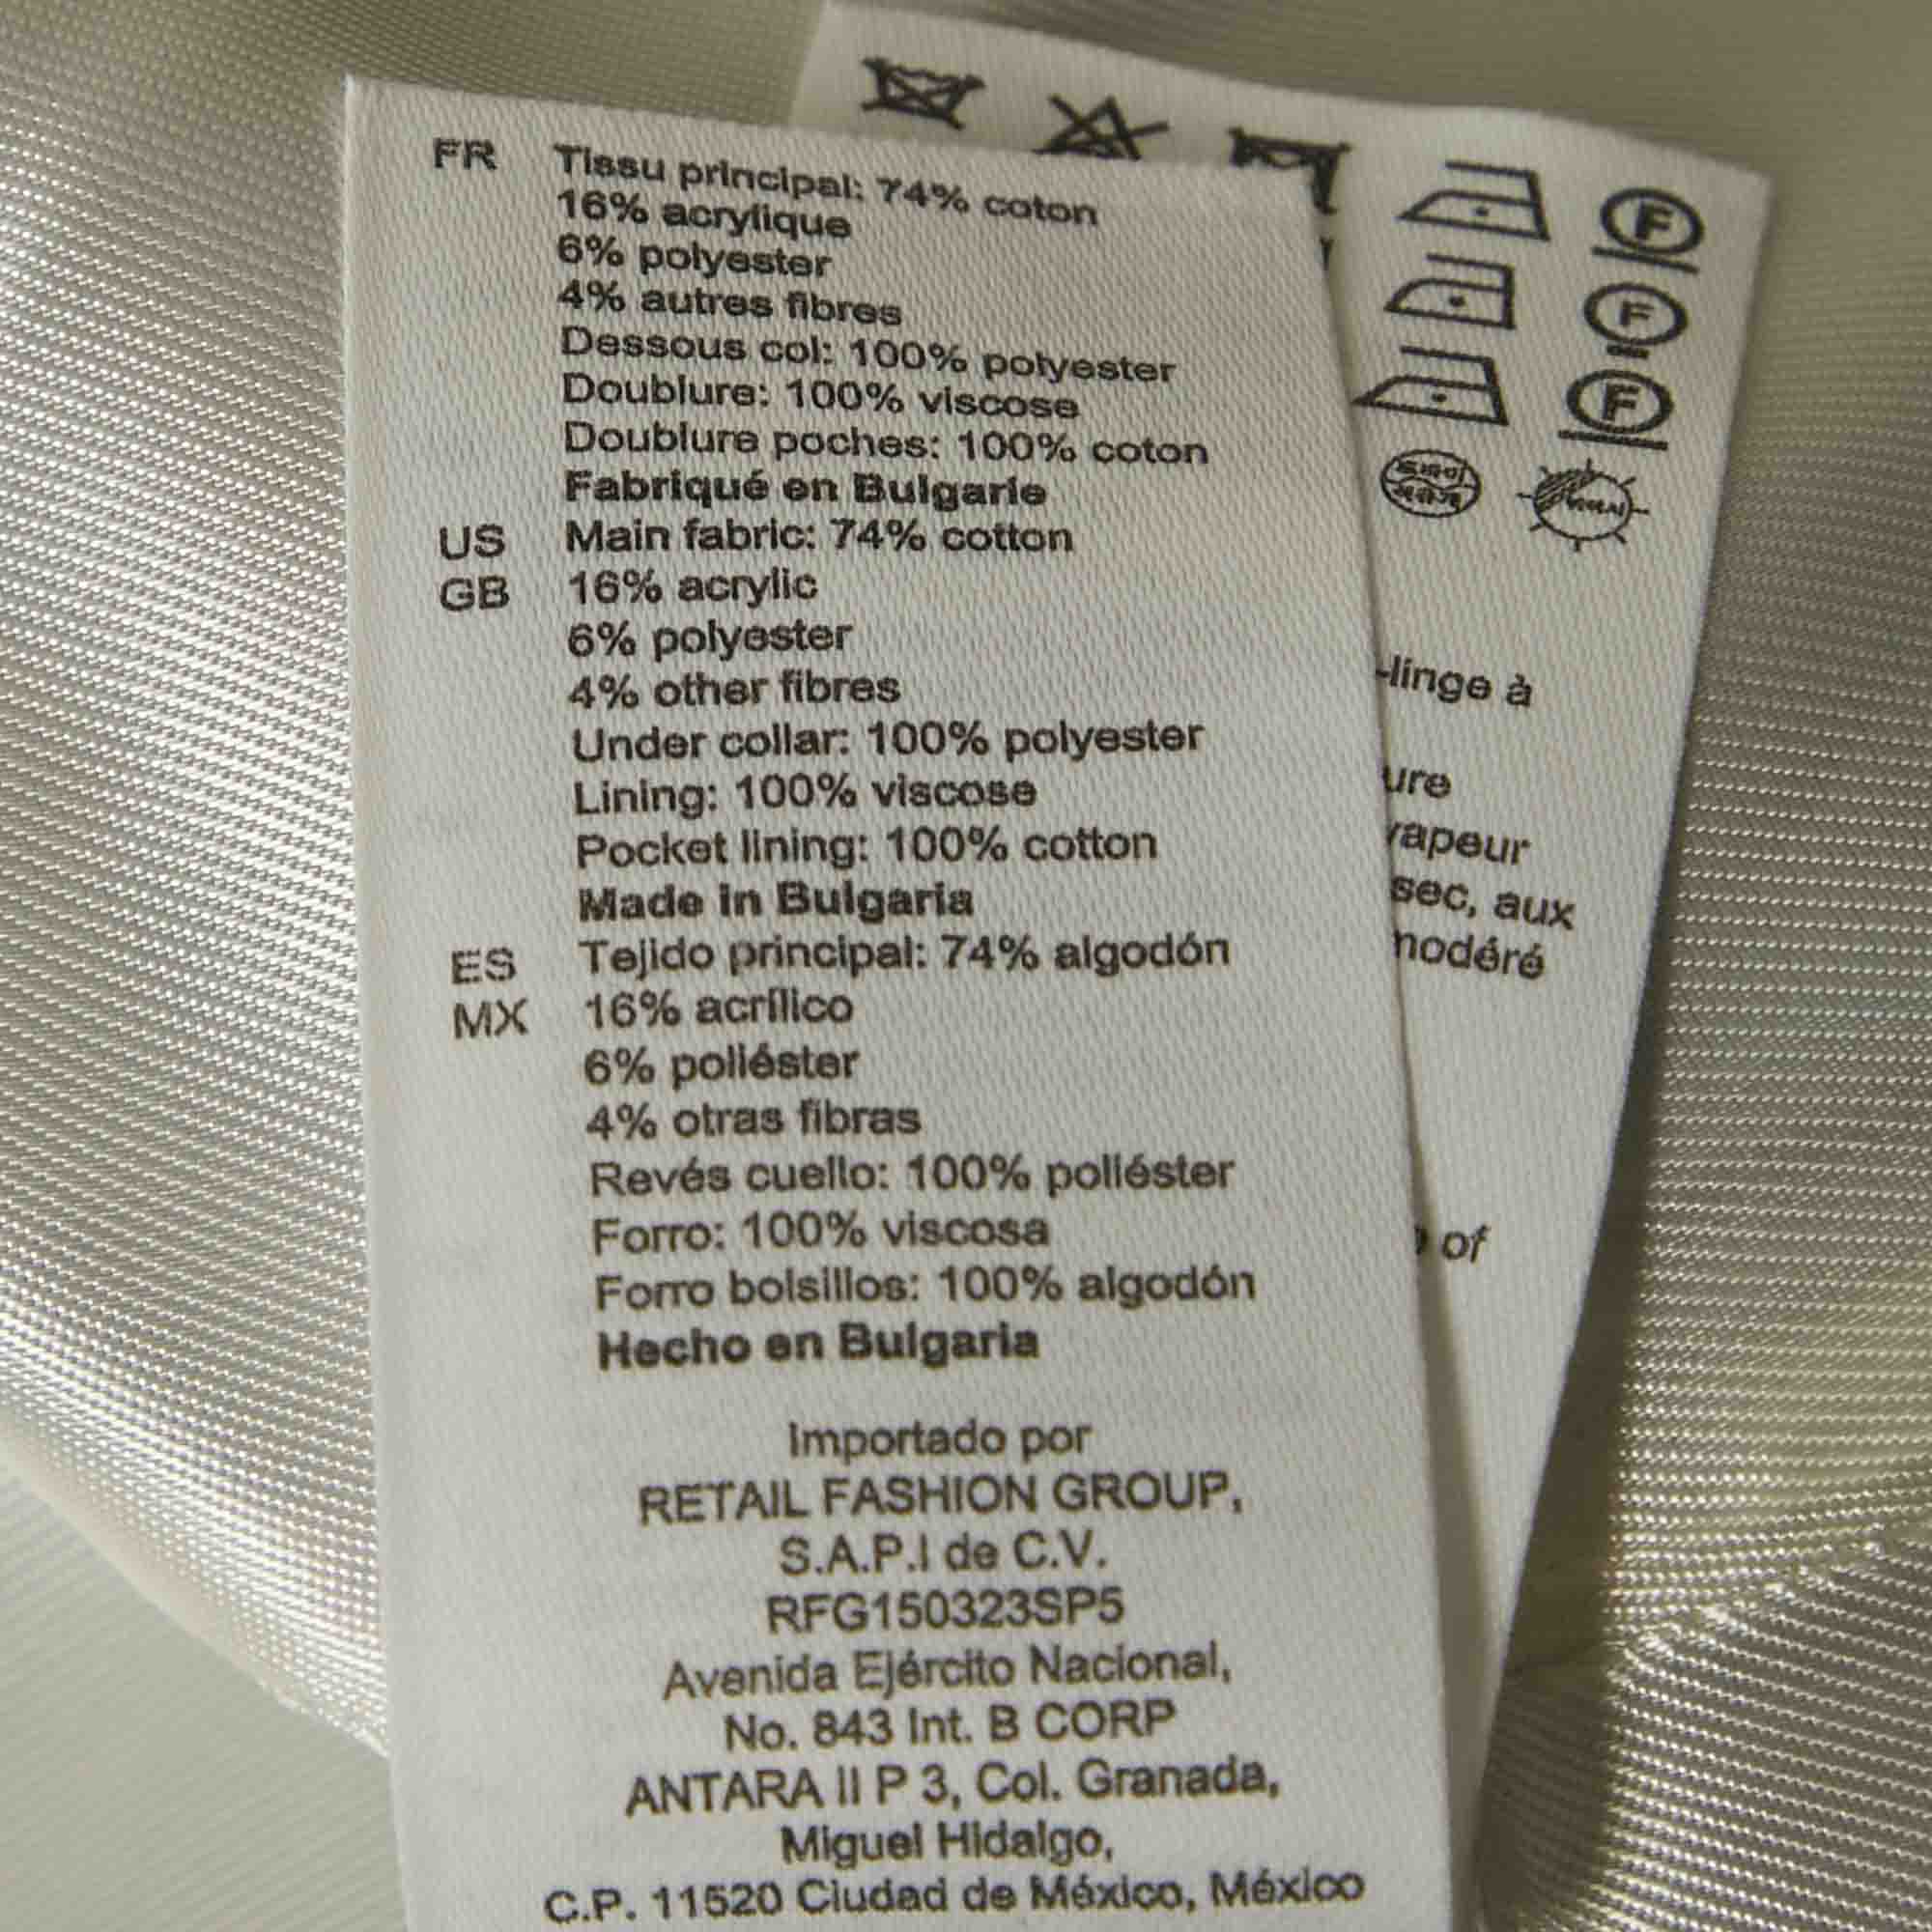 FR Tissu principal: 74% coton
16% acrylique
6% polyester
4% autres fibres
Dessous col: 100% polyester
Doublure: 100% viscose
Doublure poches: 100% coton
Fabriqué en Bulgarie
US Main fabric: 74% cotton
GB 16% acrylic
6% polyester
4% other fibres
Under collar: 100% polyester
Lining: 100% viscose
Pocket lining: 100% cotton
Made in Bulgaria
ES Tejido principal: 74% algodón
MX 16% acrílico
6% poliéster
4% otras fibras
Revés cuello: 100% poliéster
Forro: 100% viscosa
Forro bolsillos: 100% algodón
Hecho en Bulgaria
Importado por
RETAIL FASHION GROUP,
S.A.P.I de C.V.
RFG150323SP5
Avenida Ejército Nacional,
No. 843 Int. B CORP
ANTARA II P 3, Col. Granada,
Miguel Hidalgo,
C.P. 11520 Ciudad de México, México
F
F
F
-linge à
ure
vapeur
sec, aux
modéré
of